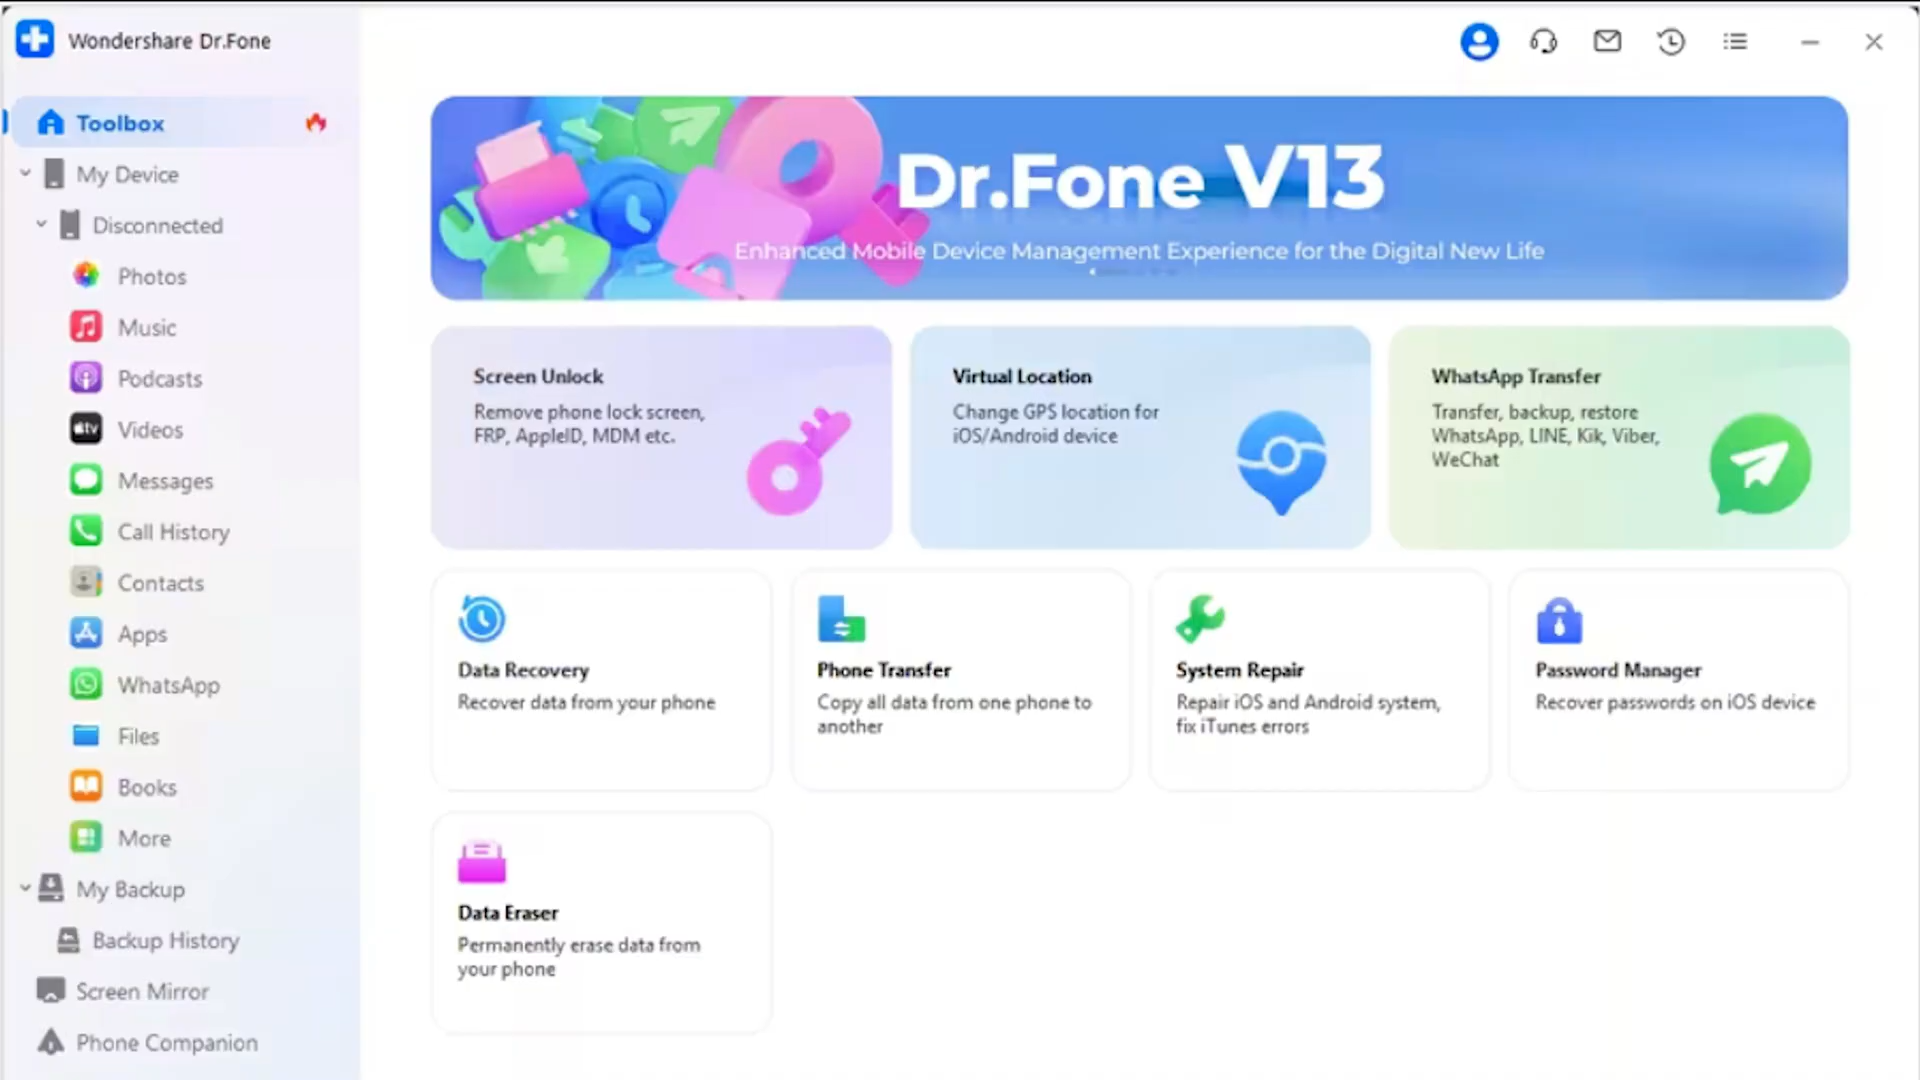 Wondershare Dr.Fone
Toolbox
My Device
Disconnected
Photos
Music
Podcasts
tv
Videos
Messages
Call History
Contacts
Apps
WhatsApp
Files
Books
More
My Backup
Backup History
Screen Mirror
Phone Companion
Dr.Fone V13
Enhanced Mobile Device Management Experience for the Digital New Life
Screen Unlock
Remove phone lock screen,
FRP, AppleID, MDM etc.
Virtual Location
Change GPS location for
iOS/Android device
WhatsApp Transfer
Transfer, backup, restore
WhatsApp, LINE, Kik, Viber,
WeChat
Data Recovery
Recover data from your phone
Phone Transfer
Copy all data from one phone to
another
System Repair
Repair iOS and Android system,
fix iTunes errors
Password Manager
Recover passwords on iOS device
Data Eraser
Permanently erase data from
your phone